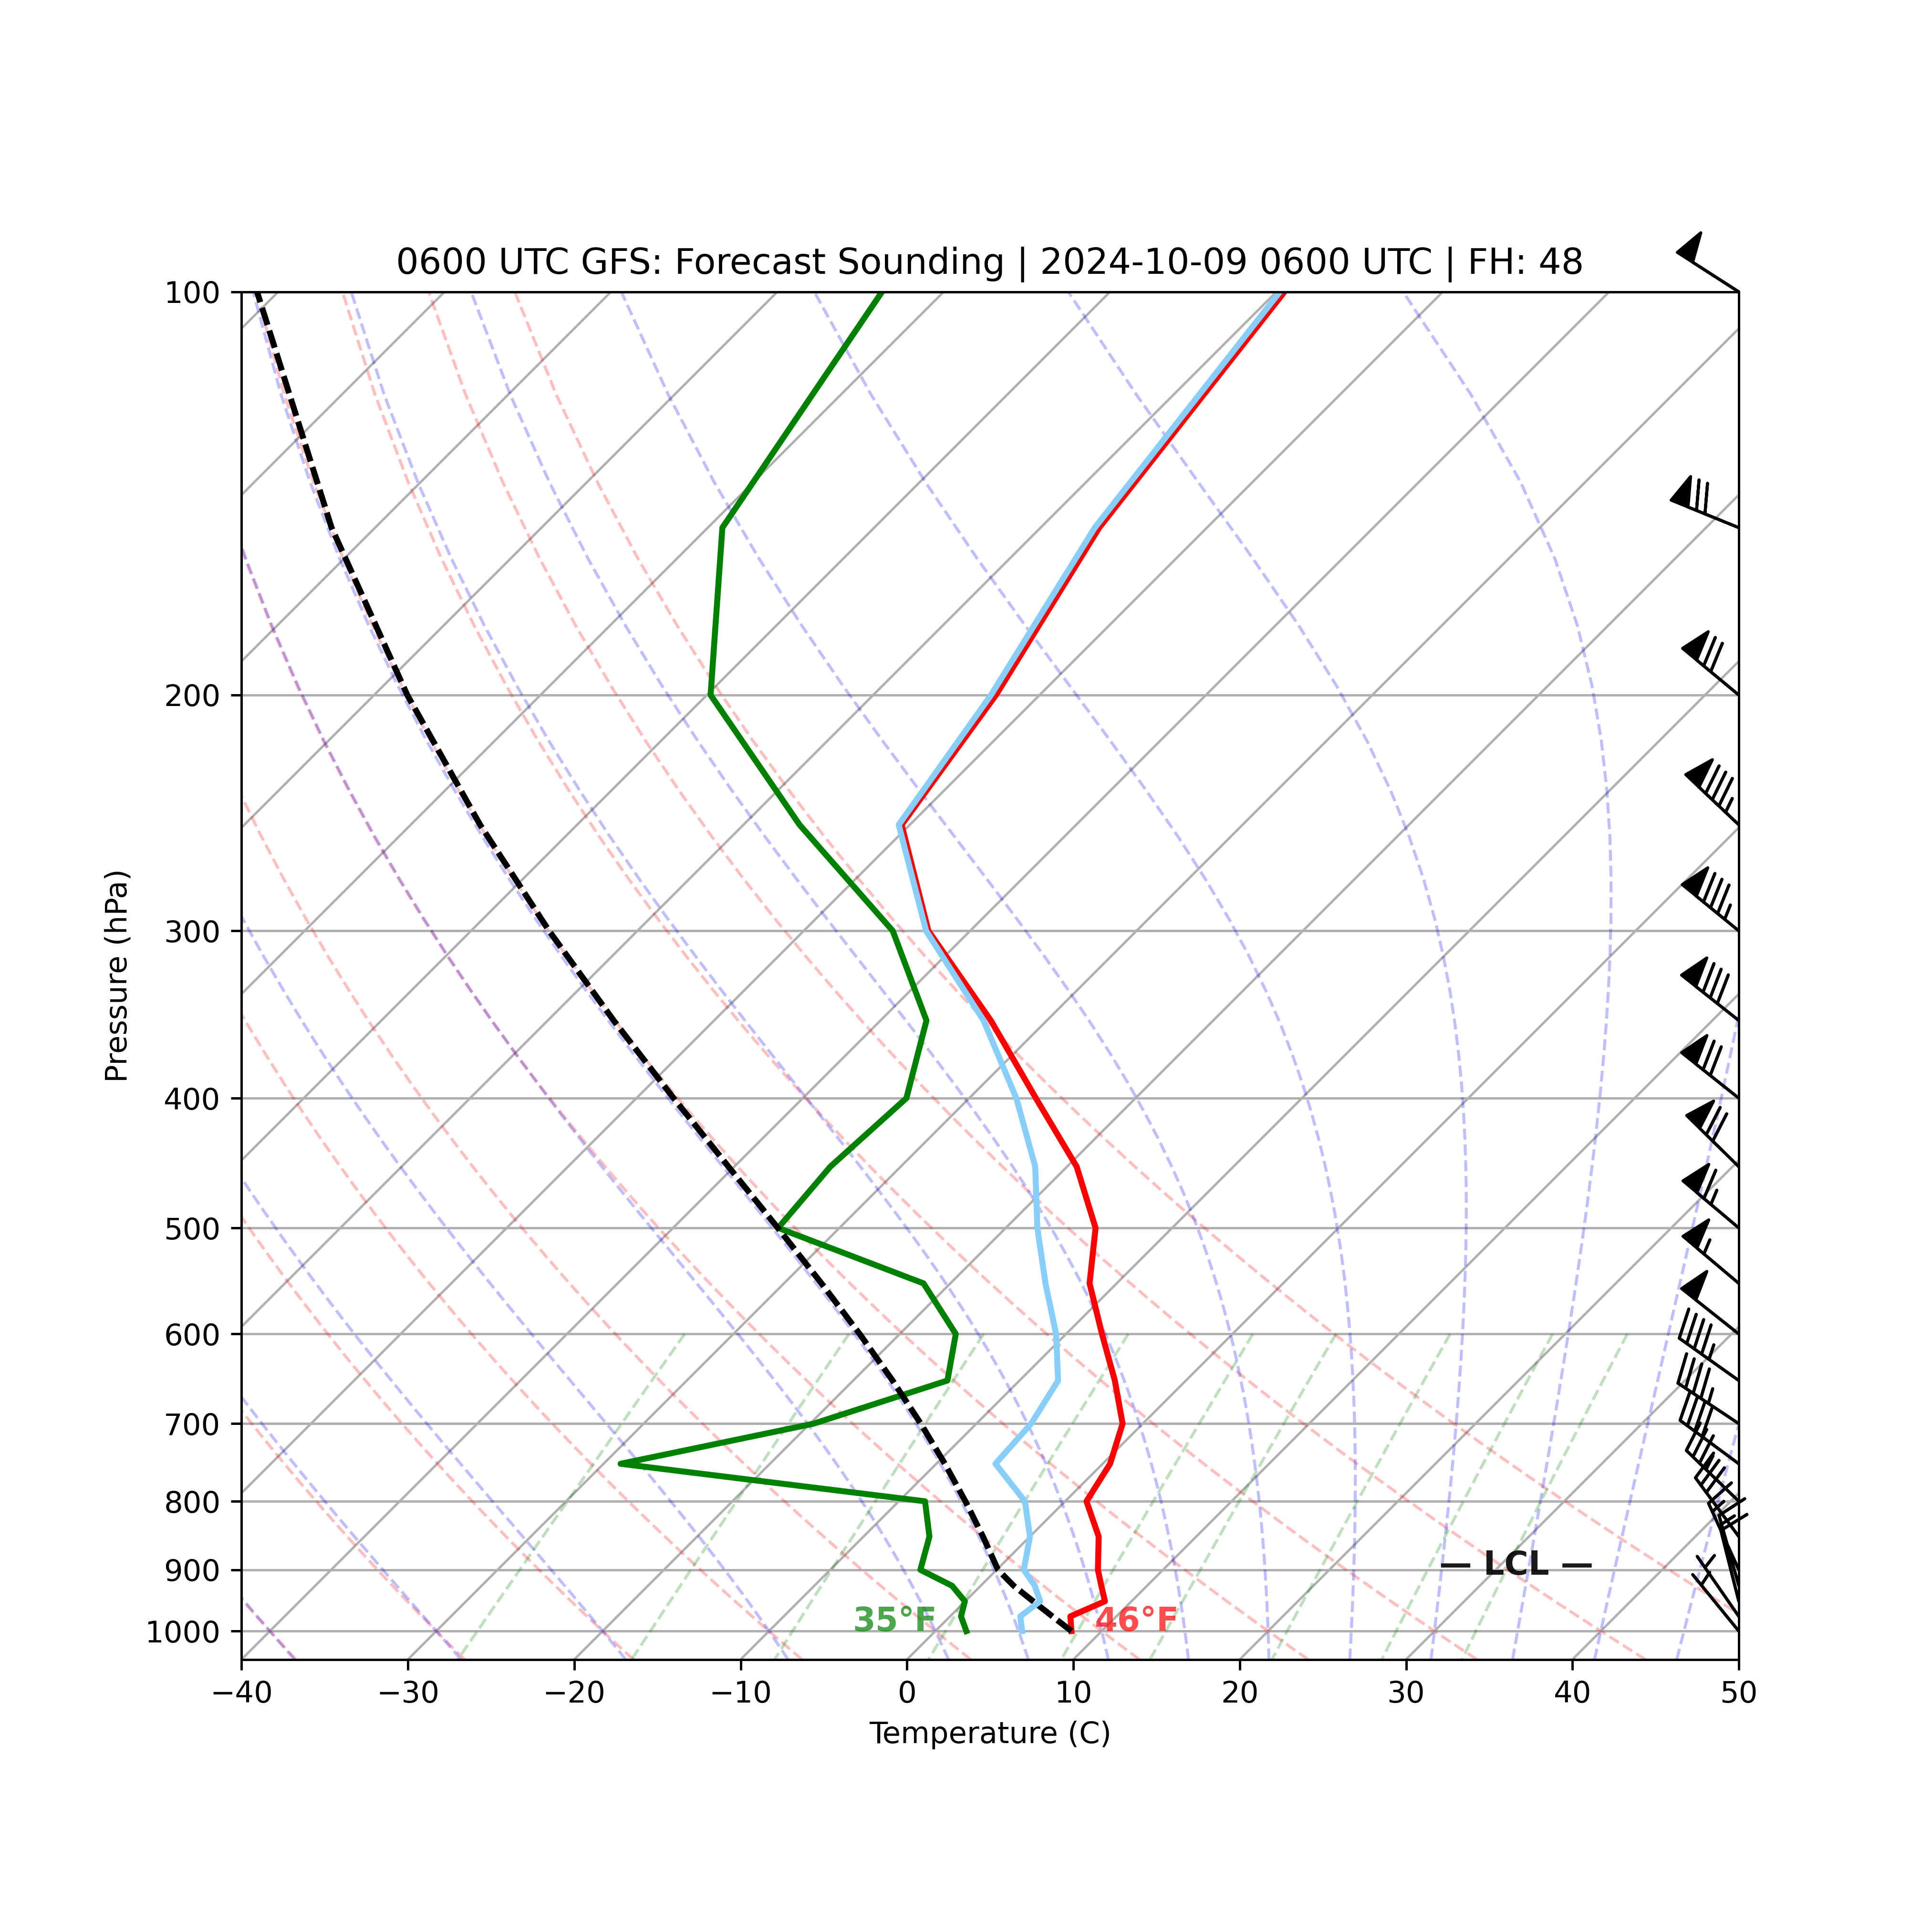 0600 UTC GFS: Forecast Sounding | 2024-10-09 0600 UTC | FH: 48
100
200
300
400
500
600
700
800
900
1000
Pressure (hPa)
— LCL —
35°F
46°F
−40 −30 −20 −10 0 10 20 30 40 50
Temperature (C)